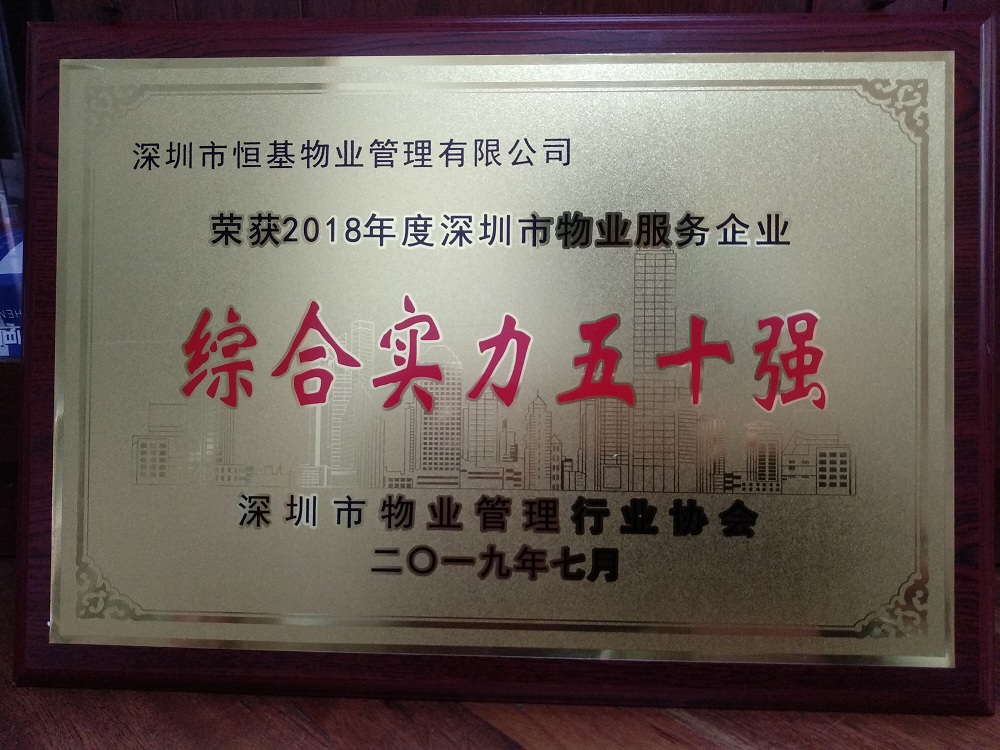 深圳市恒基物业管理有限公司
荣获2018年度深圳市物业服务企业
综合实力五十强
深圳市物业管理行业协会
二〇一九年七月